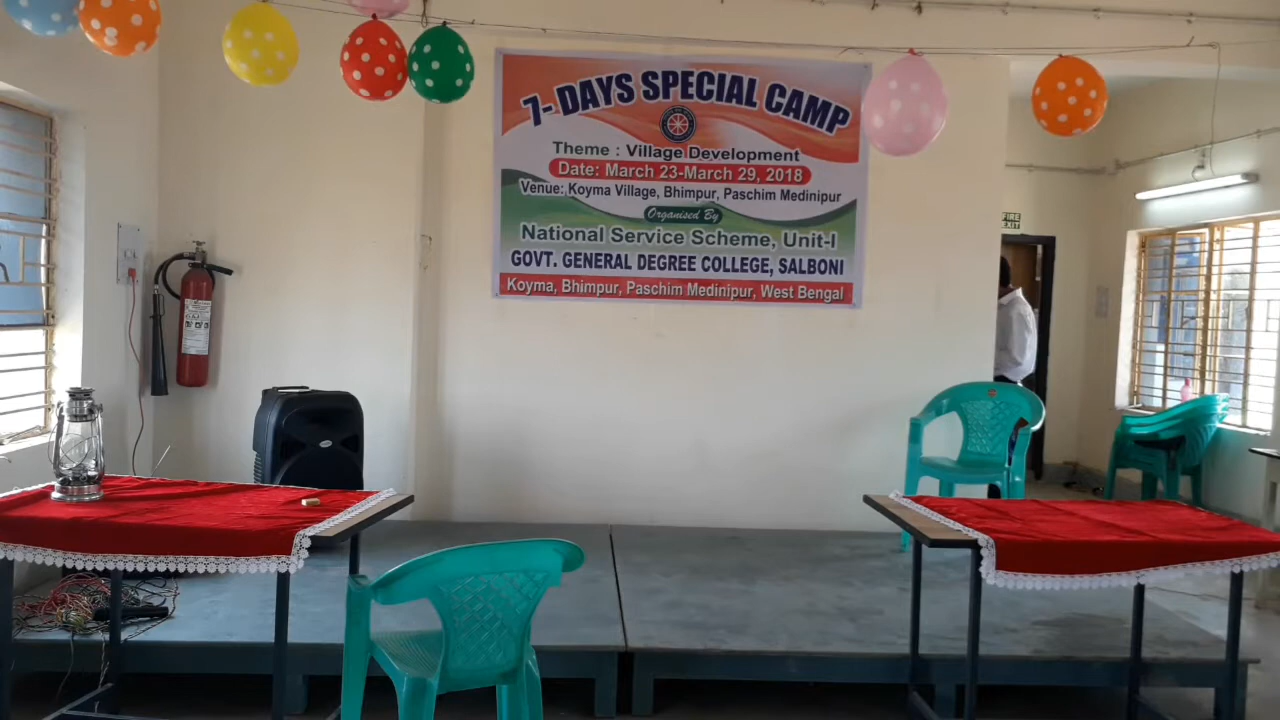 7- DAYS SPECIAL CAMP
Theme : Village Development
Date: March 23-March 29, 2018
Venue: Koyma Village, Bhimpur, Paschim Medinipur
Organised By
National Service Scheme, Unit-I
GOVT. GENERAL DEGREE COLLEGE, SALBONI
Koyma, Bhimpur, Paschim Medinipur, West Bengal
FIRE
EXIT